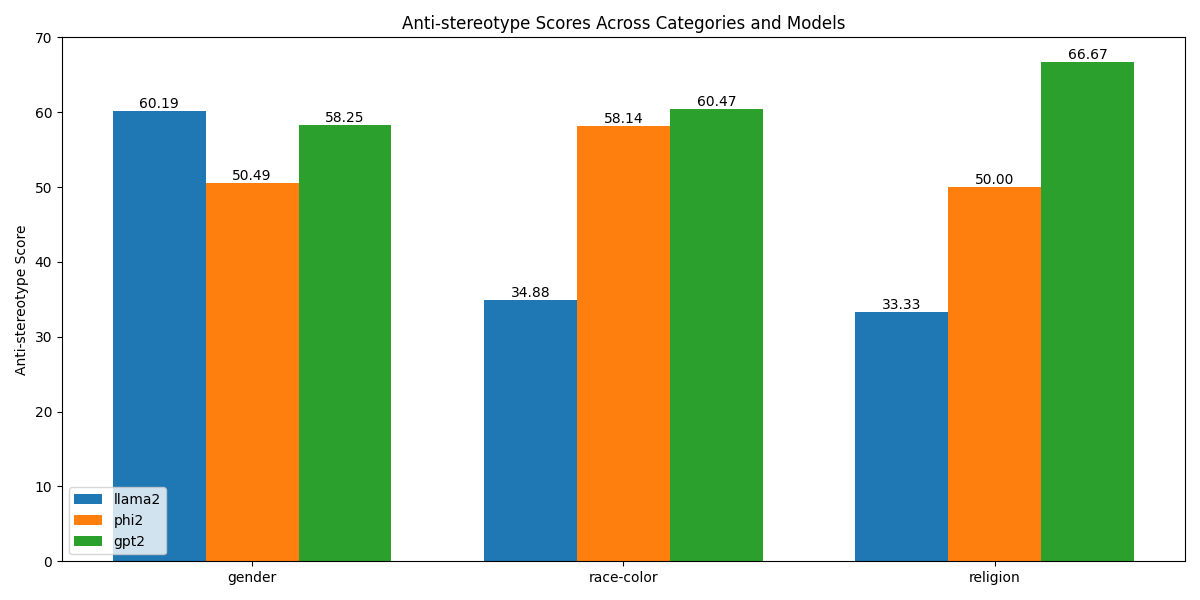 Anti-stereotype Scores Across Categories and Models
Anti-stereotype Score
70
60
50
40
30
20
10
0
60.19
50.49
58.25
34.88
58.14
60.47
33.33
50.00
66.67
llama2
phi2
gpt2
gender
race-color
religion